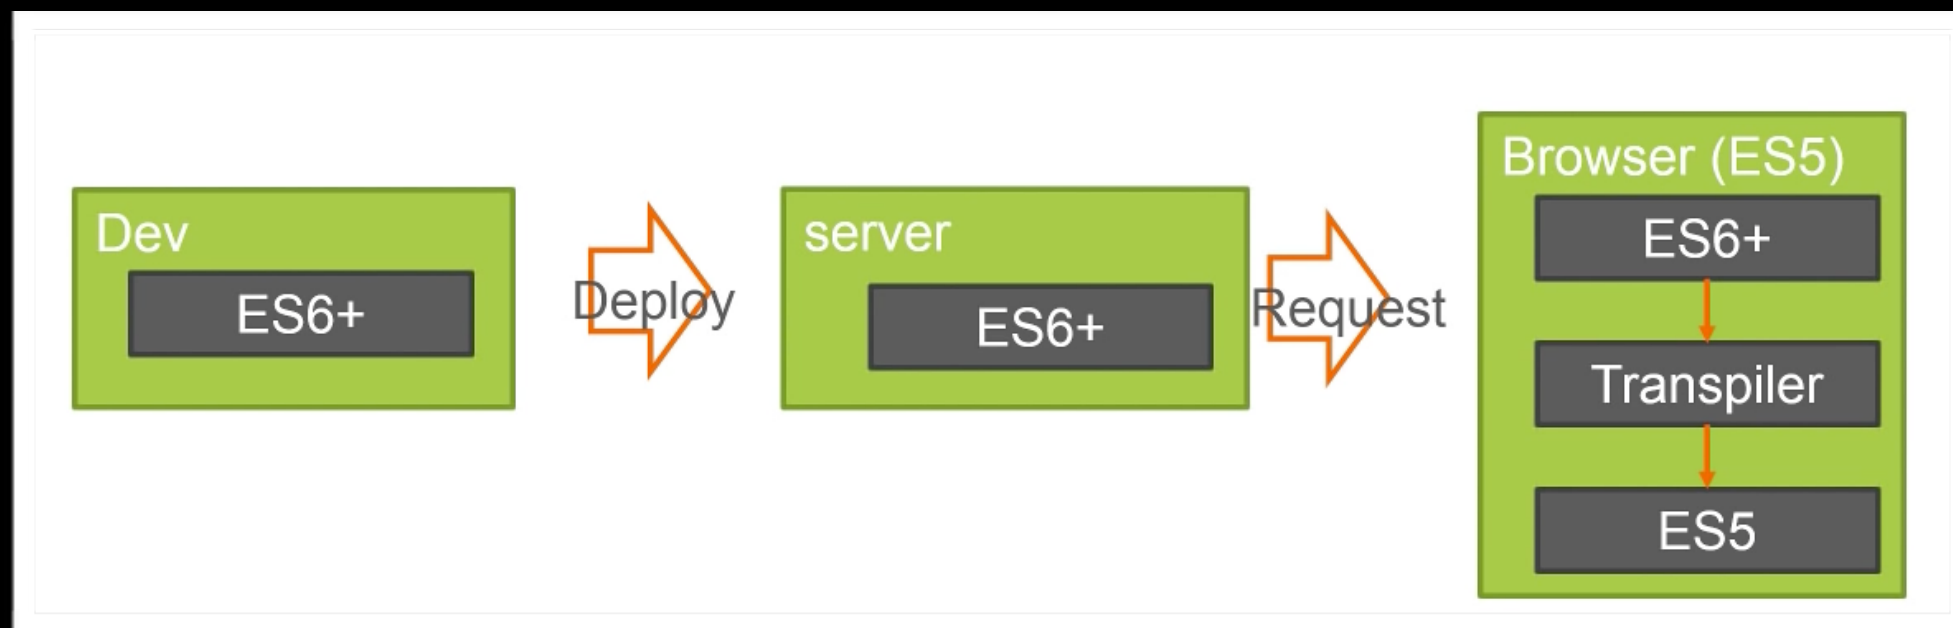 Dev
ES6+
Deploy
server
ES6+
Request
Browser (ES5)
ES6+
Transpiler
ES5